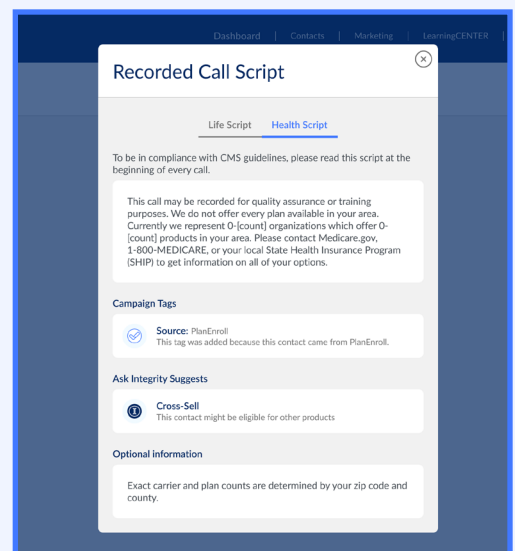 Dashboard | Contacts | Marketing | LearningCENTER |
Recorded Call Script
Life Script Health Script
To be in compliance with CMS guidelines, please read this script at the
beginning of every call.
This call may be recorded for quality assurance or training
purposes. We do not offer every plan available in your area.
Currently we represent 0-[count] organizations which offer 0-
[count] products in your area. Please contact Medicare.gov,
1-800-MEDICARE, or your local State Health Insurance Program
(SHIP) to get information on all of your options.
Campaign Tags
Source: PlanEnroll
This tag was added because this contact came from PlanEnroll.
Ask Integrity Suggests
Cross-Sell
This contact might be eligible for other products
Optional information
Exact carrier and plan counts are determined by your zip code and
county.